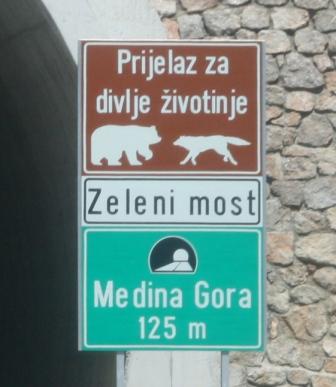 Prijelaz za
divlje životinje
Zeleni most
Medina Gora
125 m